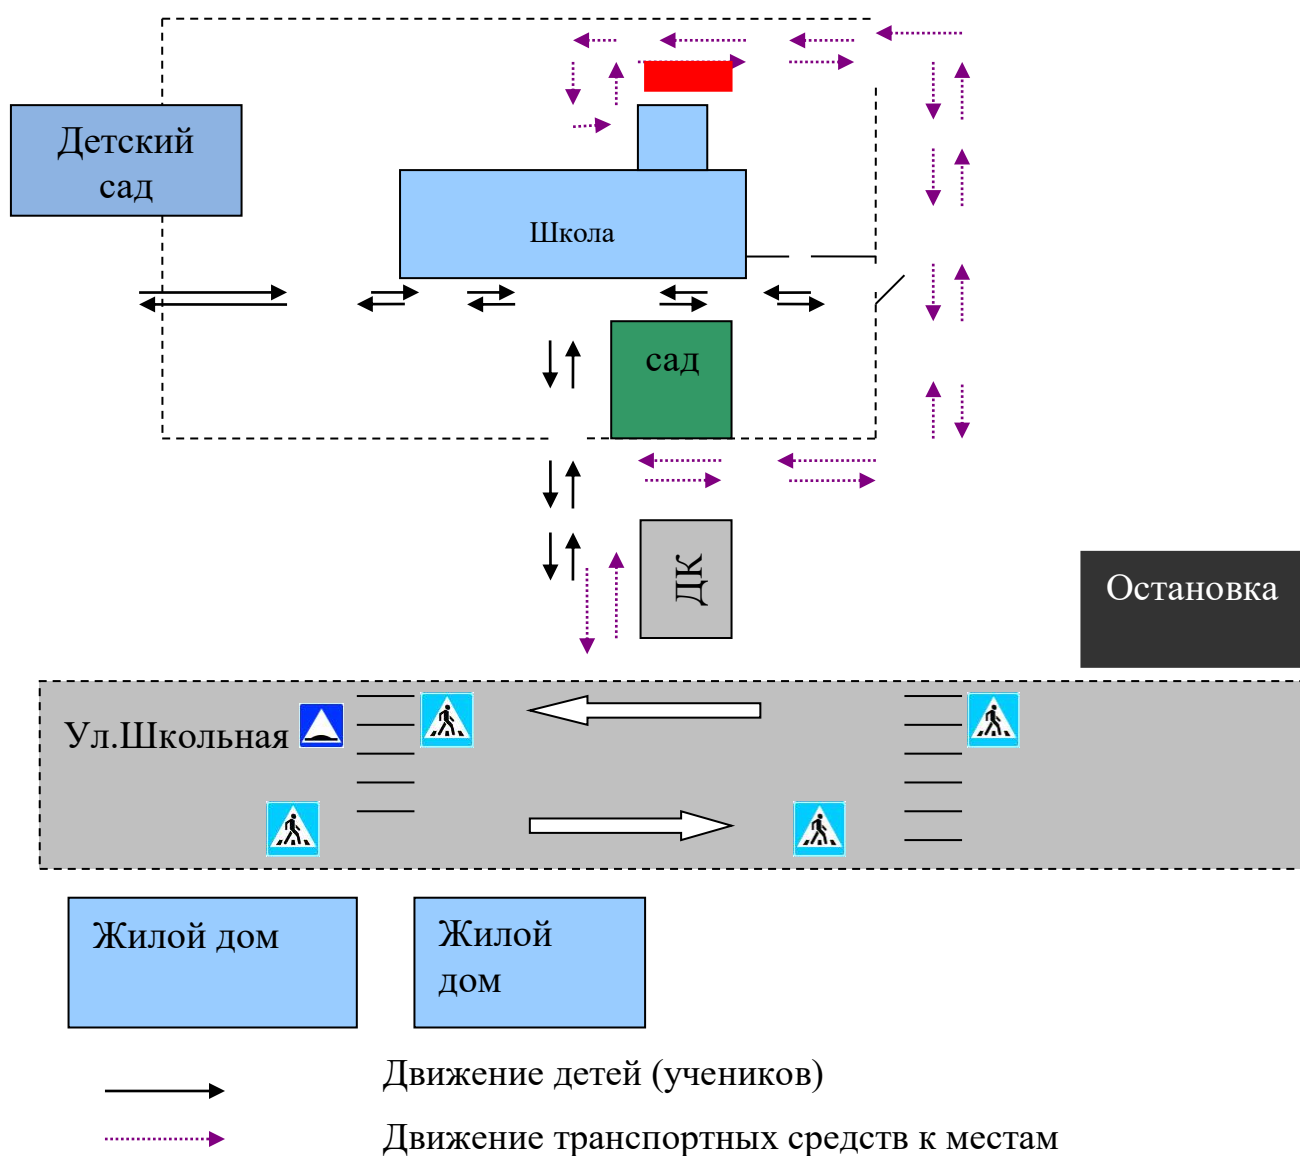 Детский
сад
Школа
сад
ДК
Остановка
Ул.Школьная
Жилой дом
Жилой
дом
Движение детей (учеников)
Движение транспортных средств к местам